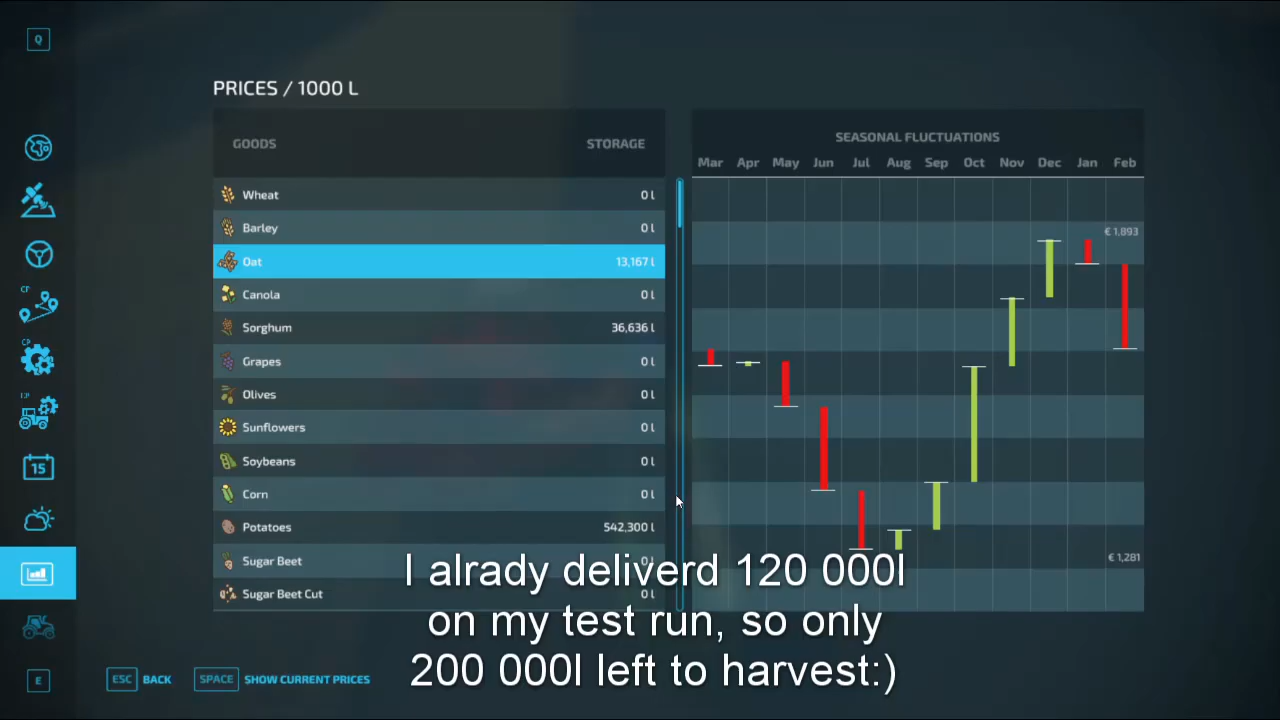 Q
PRICES / 1000 L
GOODS STORAGE
SEASONAL FLUCTUATIONS
Mar Apr May Jun Jul Aug Sep Oct Nov Dec Jan Feb
Wheat 0 l
Barley 0 l
€ 1,893
Oat 13,167 l
Canola 0 l
CP
Sorghum 36,636 l
CP
Grapes 0 l
Olives 0 l
Sunflowers 0 l
Soybeans 0 l
15
Corn 0 l
Potatoes 542,300 l
Sugar Beet 0 l
€ 1,281
Sugar Beet Cut
I alrady deliverd 120 000l
on my test run, so only
200 000l left to harvest:)
E
ESC BACK SPACE SHOW CURRENT PRICES